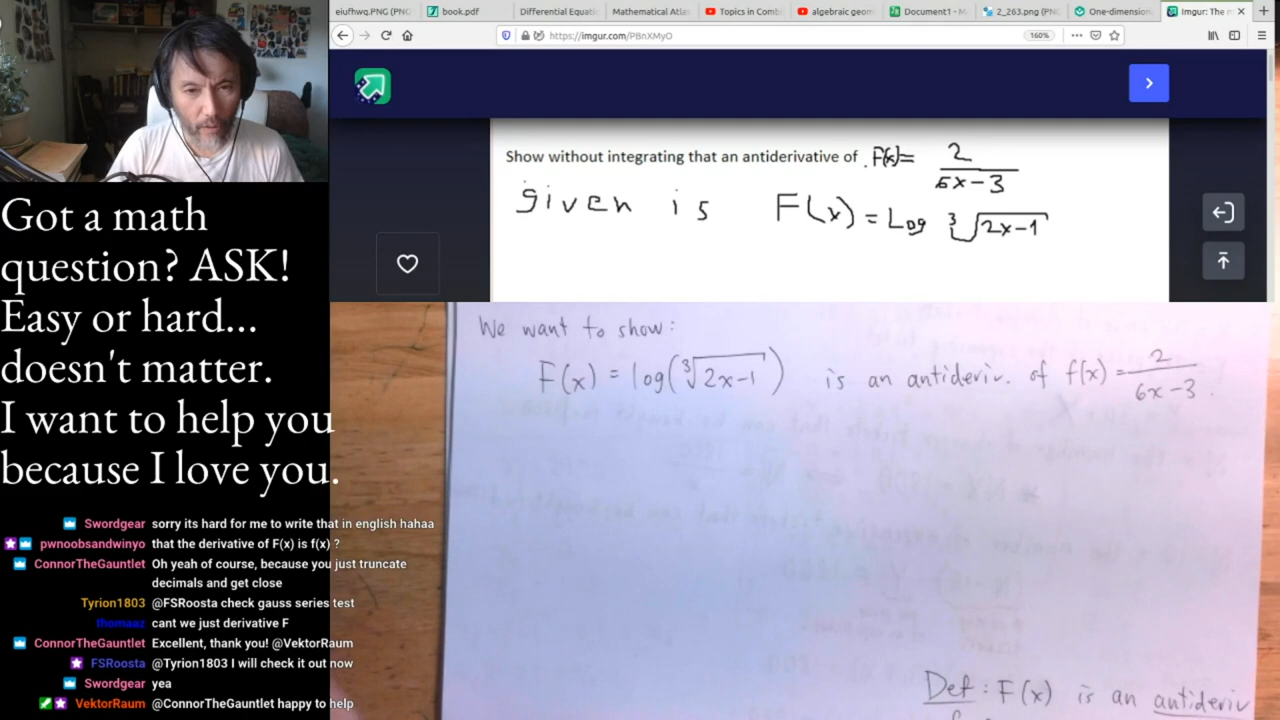 eiufhwq.PNG (PNG
book.pdf
Differential Equati
Mathematical Atla
Topics in Combi
algebraic geom
Document1 - M
2_263.png (PNG
One-dimension
Imgur: The m
https://imgur.com/PBnXMyO
160%
Show without integrating that an antiderivative of F(x)= 2/6x-3
given is F(x) = Log ∛2x-1
We want to show:
F(x) = log(∛2x-1) is an antideriv. of f(x) = 2/6x-3.
Def: F(x) is an antideriv
Got a math
question? ASK!
Easy or hard...
doesn't matter.
I want to help you
because I love you.
Swordgear sorry its hard for me to write that in english hahaa
pwnoobsandwinyo that the derivative of F(x) is f(x) ?
ConnorTheGauntlet Oh yeah of course, because you just truncate
decimals and get close
Tyrion1803 @FSRoosta check gauss series test
thomaaz cant we just derivative F
ConnorTheGauntlet Excellent, thank you! @VektorRaum
FSRoosta @Tyrion1803 I will check it out now
Swordgear yea
VektorRaum @ConnorTheGauntlet happy to help